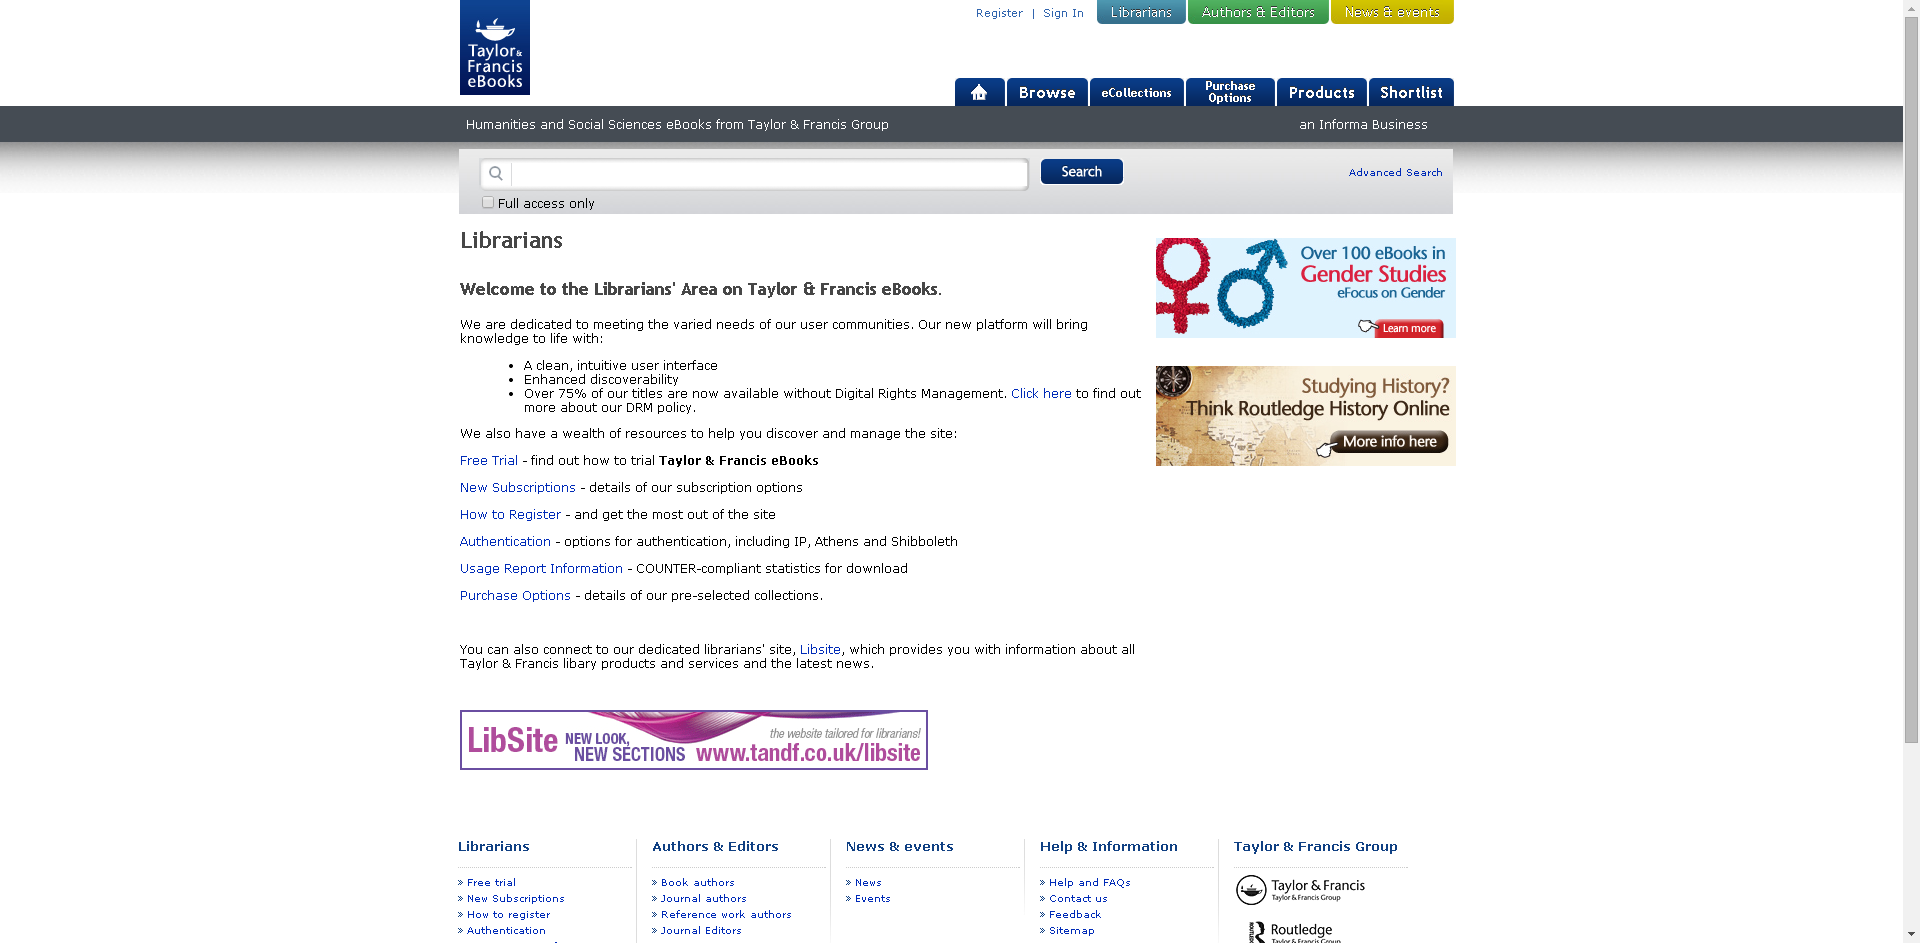 Taylor&
Francis
eBooks
Register | Sign In
Librarians
Authors & Editors
News & events
Browse
eCollections
Purchase
Options
Products
Shortlist
Humanities and Social Sciences eBooks from Taylor & Francis Group
an Informa Business
Search
Advanced Search
Full access only
Librarians
Welcome to the Librarians' Area on Taylor & Francis eBooks.
We are dedicated to meeting the varied needs of our user communities. Our new platform will bring
knowledge to life with:
• A clean, intuitive user interface
• Enhanced discoverability
• Over 75% of our titles are now available without Digital Rights Management. Click here to find out
more about our DRM policy.
We also have a wealth of resources to help you discover and manage the site:
Free Trial - find out how to trial Taylor & Francis eBooks
New Subscriptions - details of our subscription options
How to Register - and get the most out of the site
Authentication - options for authentication, including IP, Athens and Shibboleth
Usage Report Information - COUNTER-compliant statistics for download
Purchase Options - details of our pre-selected collections.
You can also connect to our dedicated librarians' site, Libsite, which provides you with information about all
Taylor & Francis libary products and services and the latest news.
Over 100 eBooks in
Gender Studies
eFocus on Gender
Learn more
Studying History?
Think Routledge History Online
More info here
LibSite NEW LOOK,
NEW SECTIONS
the website tailored for librarians!
www.tandf.co.uk/libsite
Librarians
» Free trial
» New Subscriptions
» How to register
» Authentication
Authors & Editors
» Book authors
» Journal authors
» Reference work authors
» Journal Editors
News & events
» News
» Events
Help & Information
» Help and FAQs
» Contact us
» Feedback
» Sitemap
Taylor & Francis Group
Taylor & Francis
Taylor & Francis Group
Routledge
Taylor & Francis Group